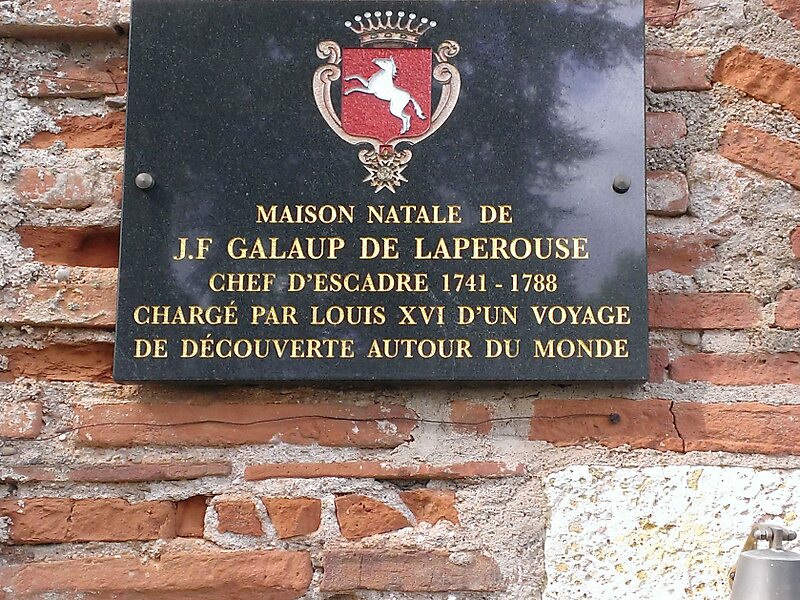 MAISON NATALE DE
J.F GALAUP DE LAPEROUSE
CHEF D'ESCADRE 1741 - 1788
CHARGÉ PAR LOUIS XVI D'UN VOYAGE
DE DÉCOUVERTE AUTOUR DU MONDE